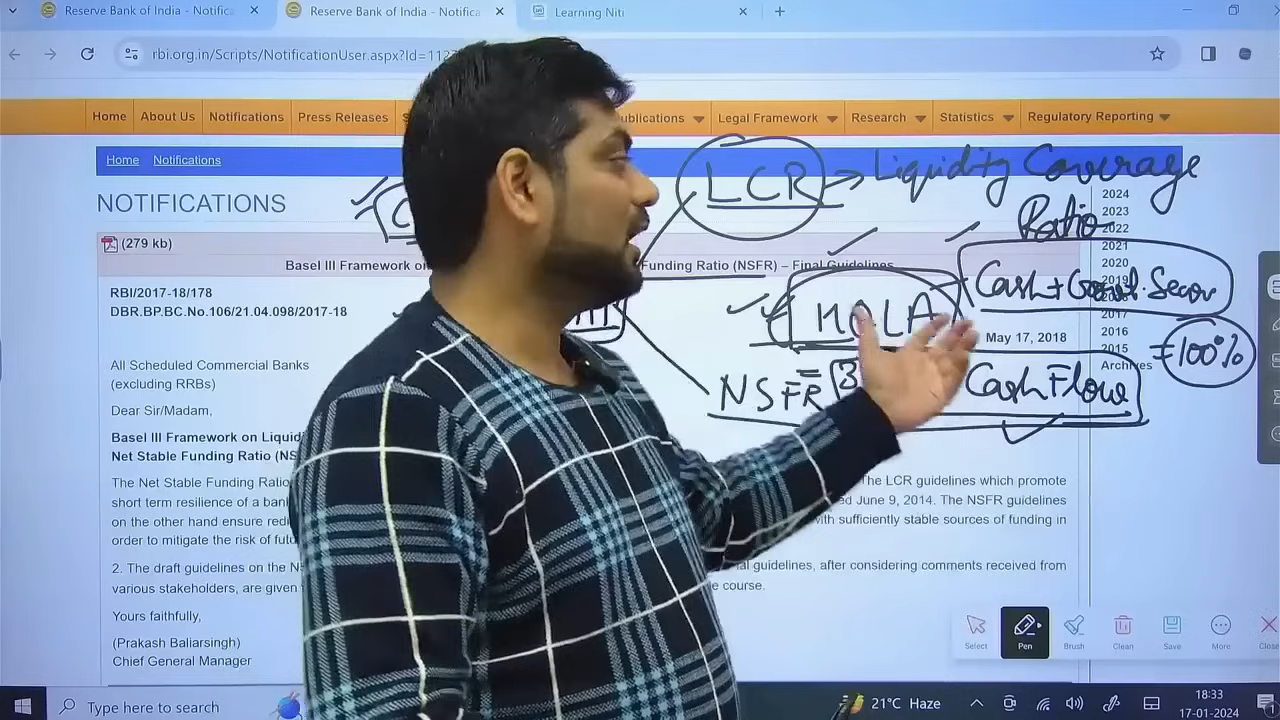 Reserve Bank of India - Notifica
Reserve Bank of India - Notifica
Learning Niti
rbi.org.in/Scripts/NotificationUser.aspx?Id=112
Home About Us Notifications Press Releases
ublications Legal Framework Research Statistics Regulatory Reporting
Home Notifications
LCR → Liquidity Coverage
Ratio
NOTIFICATIONS
2024
2023
2022
2021
2020
2019
2017
2016
2015
Archives
(279 kb)
Basel III Framework on
Funding Ratio (NSFR) – Final Guidelines
RBI/2017-18/178
DBR.BP.BC.No.106/21.04.098/2017-18
HQLA
Cash + Govt. Secur
= 100%
May 17, 2018
NSFR
3
Cash Flow
All Scheduled Commercial Banks
(excluding RRBs)
Dear Sir/Madam,
Basel III Framework on Liquid
Net Stable Funding Ratio (NS
The Net Stable Funding Ratio
The LCR guidelines which promote
short term resilience of a ban
ed June 9, 2014. The NSFR guidelines
on the other hand ensure red
with sufficiently stable sources of funding in
order to mitigate the risk of futu
2. The draft guidelines on the N
al guidelines, after considering comments received from
various stakeholders, are given
e course.
Yours faithfully,
(Prakash Baliarsingh)
Chief General Manager
Select Pen Brush Clean Save More Close
Type here to search
21°C Haze
18:33
17-01-2024